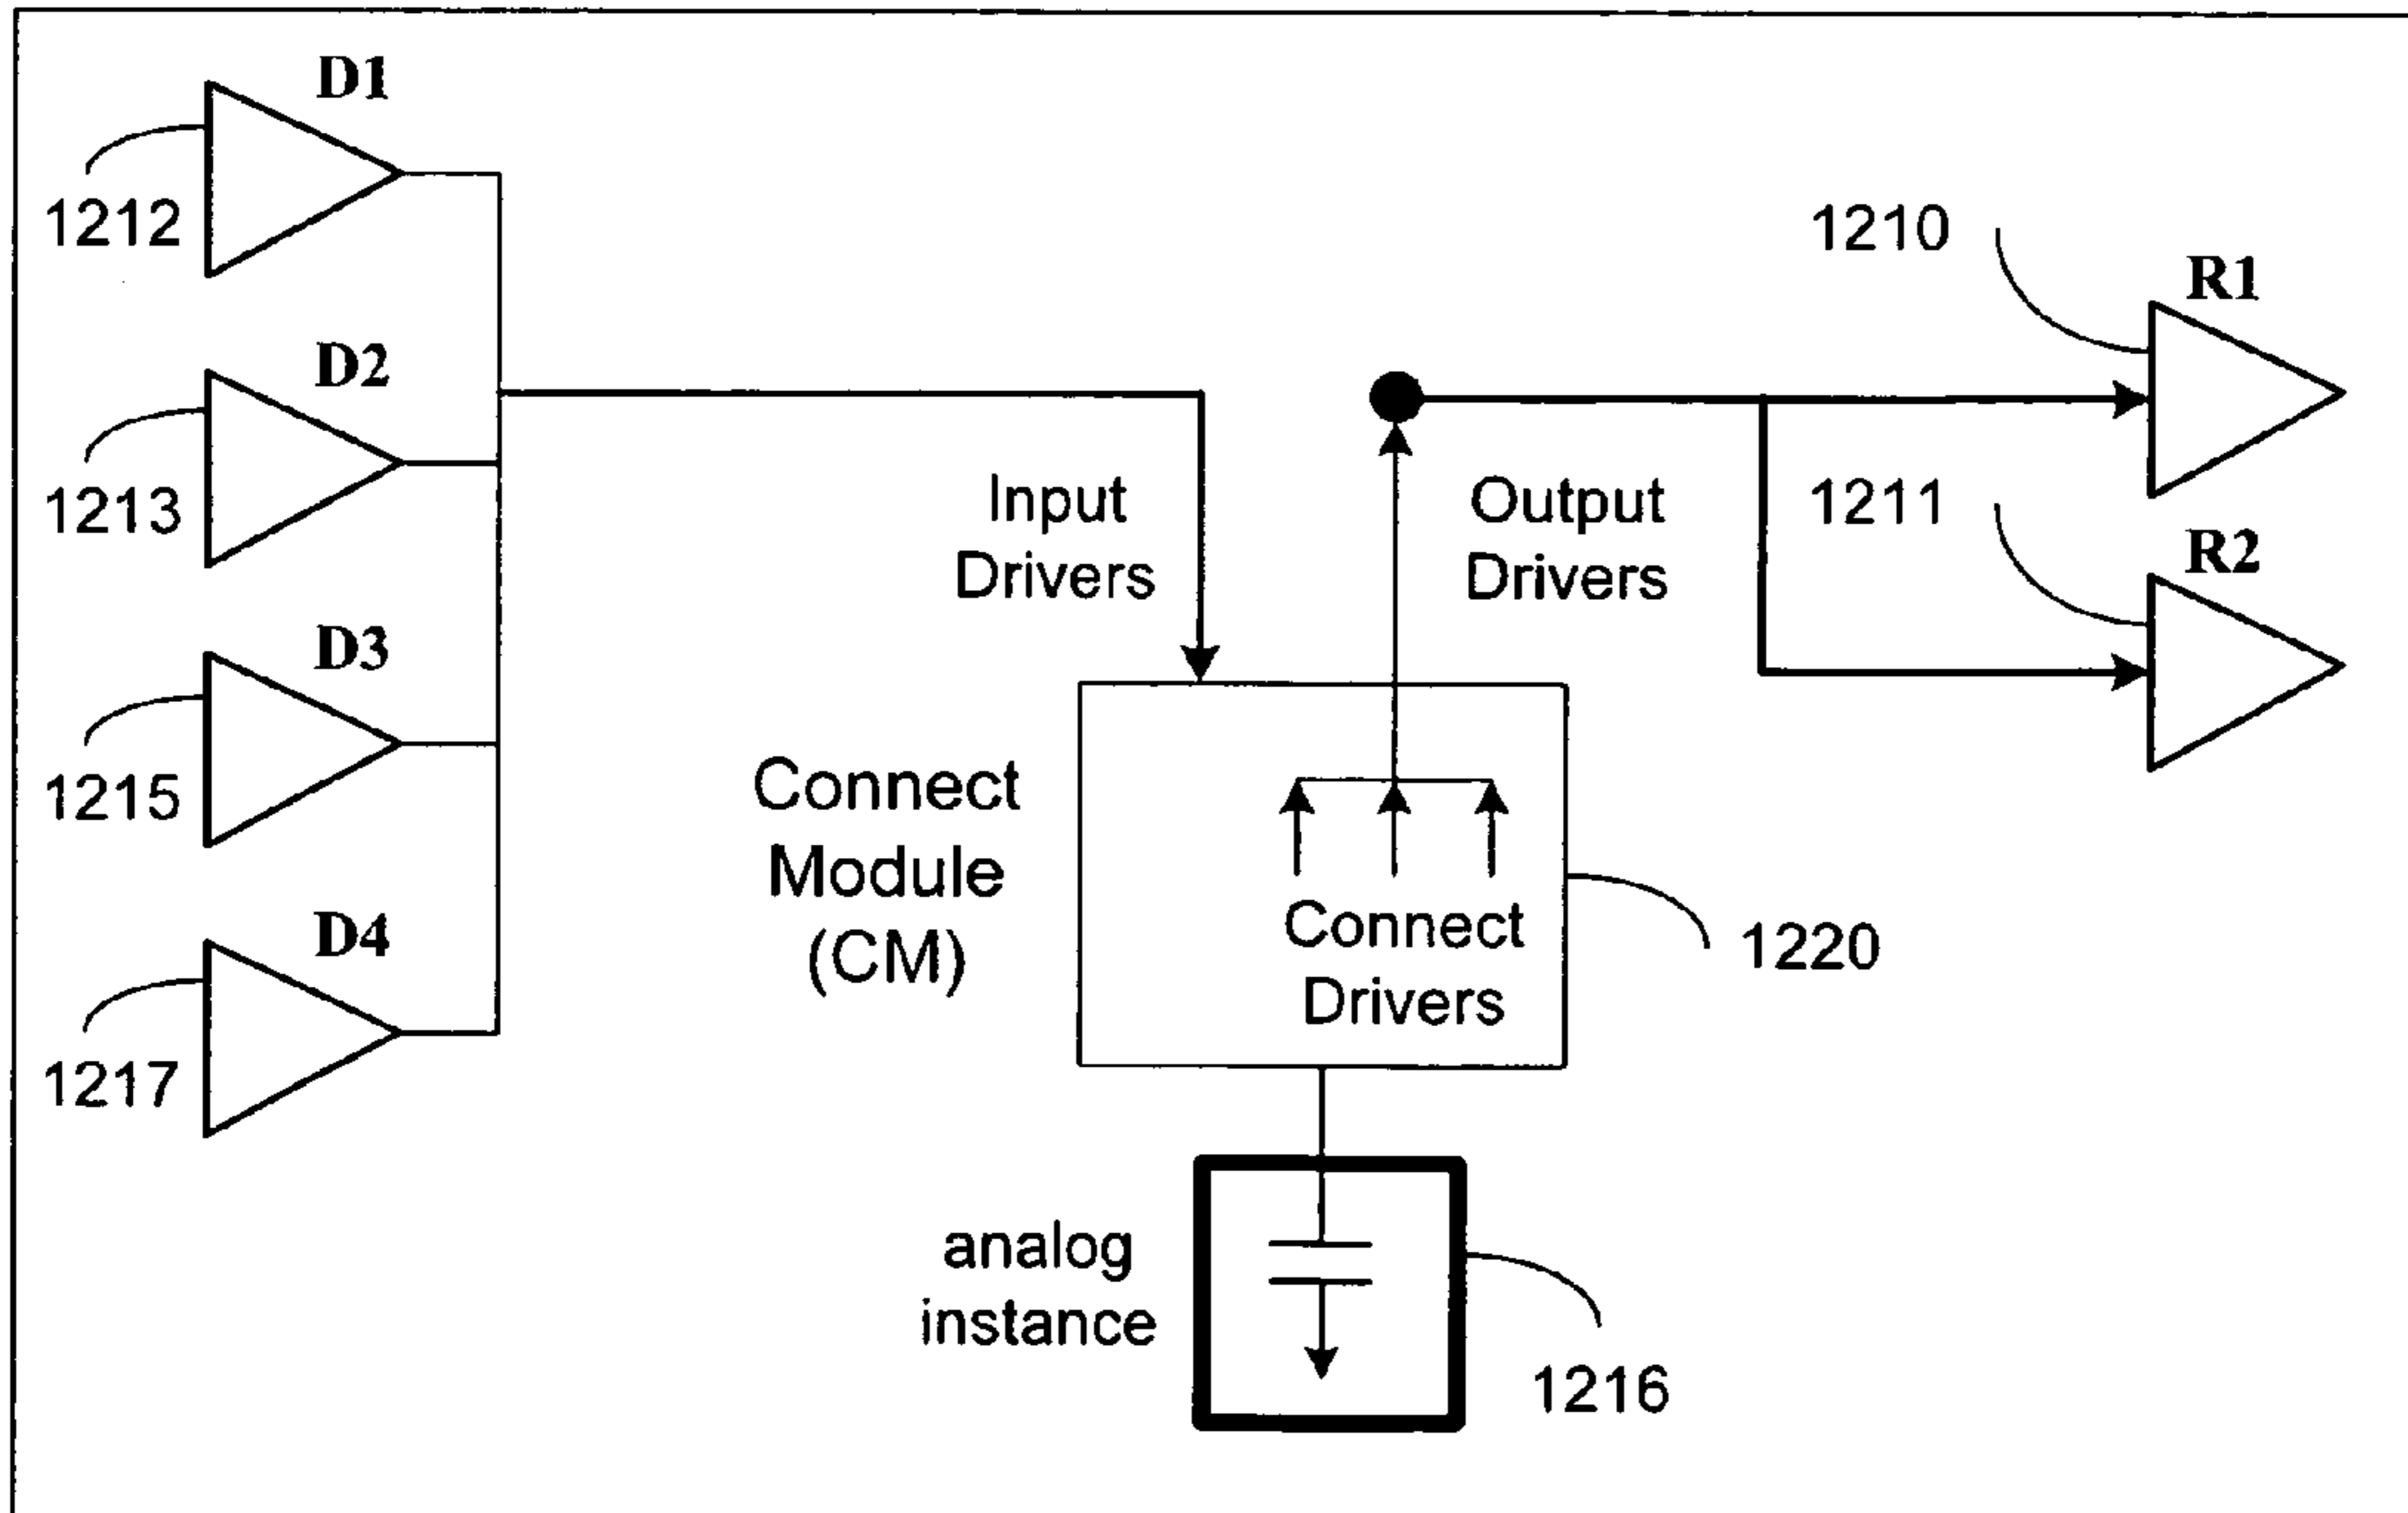 D1
1212
D2
1213
D3
1215
D4
1217
Input
Drivers
Output
Drivers
1210
R1
1211
R2
Connect
Module
(CM)
Connect
Drivers
1220
analog
instance
1216